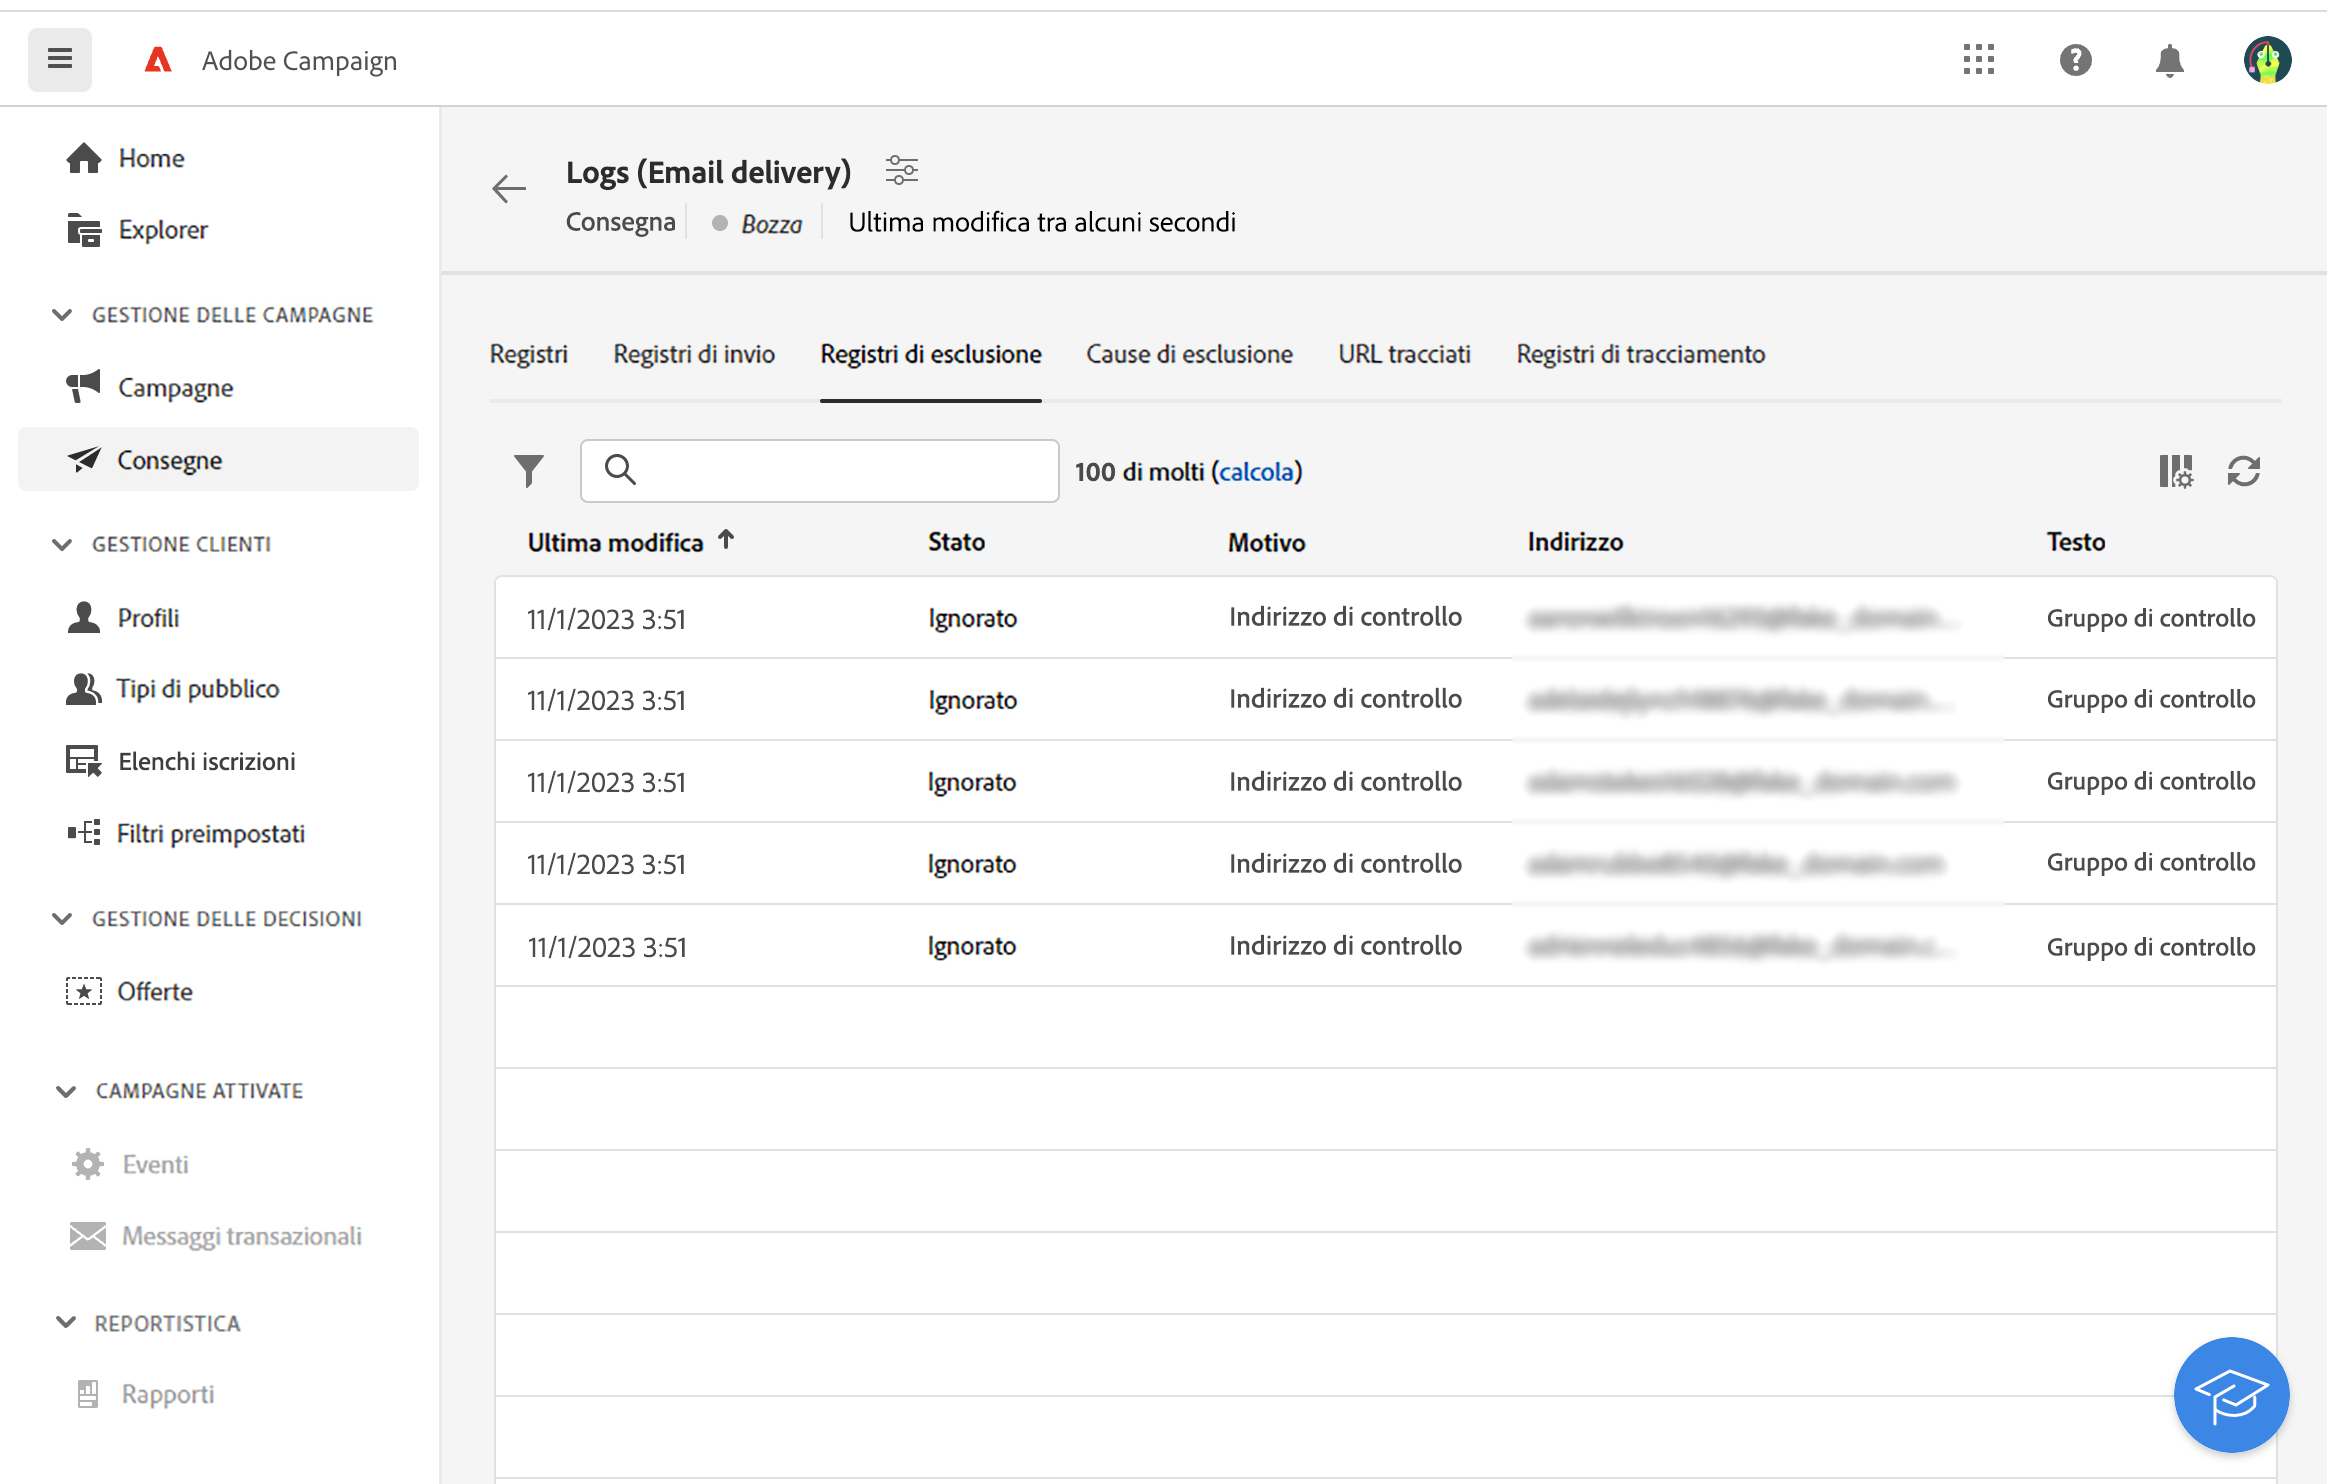 Adobe Campaign
Home
Explorer
GESTIONE DELLE CAMPAGNE
Campagne
Consegne
GESTIONE CLIENTI
Profili
Tipi di pubblico
Elenchi iscrizioni
Filtri preimpostati
GESTIONE DELLE DECISIONI
Offerte
CAMPAGNE ATTIVATE
Eventi
Messaggi transazionali
REPORTISTICA
Rapporti
Logs (Email delivery)
Consegna Bozza Ultima modifica tra alcuni secondi
Registri Registri di invio Registri di esclusione Cause di esclusione URL tracciati Registri di tracciamento
100 di molti (calcola)
Ultima modifica Stato Motivo Indirizzo Testo
11/1/2023 3:51 Ignorato Indirizzo di controllo Gruppo di controllo
11/1/2023 3:51 Ignorato Indirizzo di controllo Gruppo di controllo
11/1/2023 3:51 Ignorato Indirizzo di controllo Gruppo di controllo
11/1/2023 3:51 Ignorato Indirizzo di controllo Gruppo di controllo
11/1/2023 3:51 Ignorato Indirizzo di controllo Gruppo di controllo